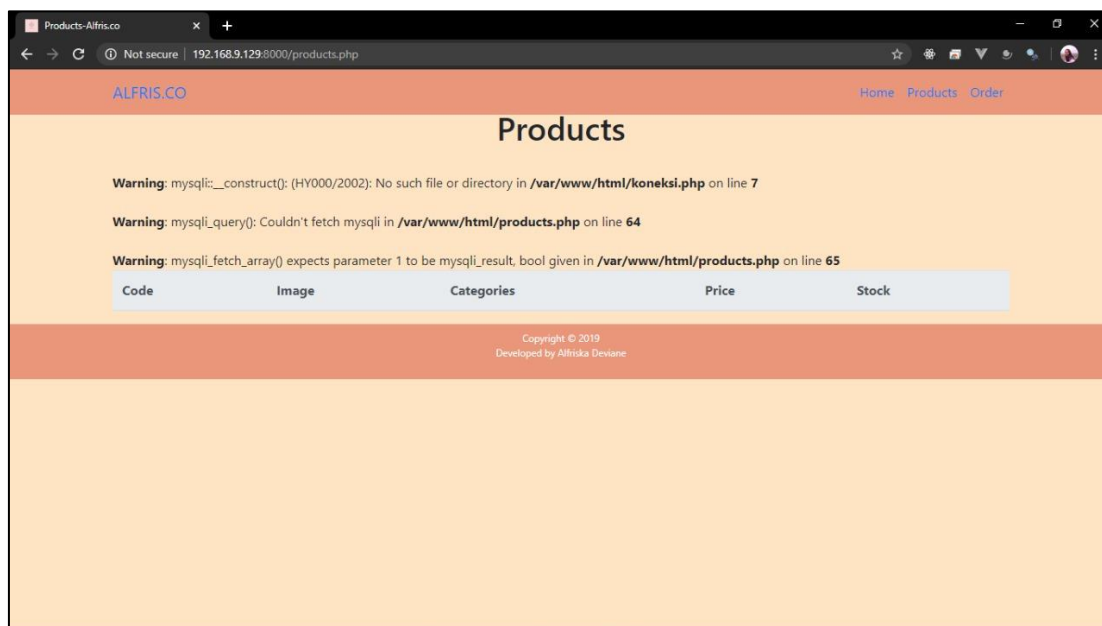 Products-Alfris.co
Not secure | 192.168.9.129:8000/products.php
ALFRIS.CO
Home Products Order
Products
Warning: mysqli::__construct(): (HY000/2002): No such file or directory in /var/www/html/koneksi.php on line 7
Warning: mysqli_query(): Couldn't fetch mysqli in /var/www/html/products.php on line 64
Warning: mysqli_fetch_array() expects parameter 1 to be mysqli_result, bool given in /var/www/html/products.php on line 65
Code Image Categories Price Stock
Copyright © 2019
Developed by Alfriska Deviane